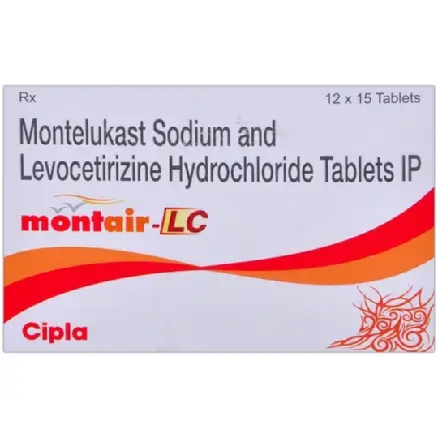 Rx
12 x 15 Tablets
Montelukast Sodium and
Levocetirizine Hydrochloride Tablets IP
montair-LC
Cipla